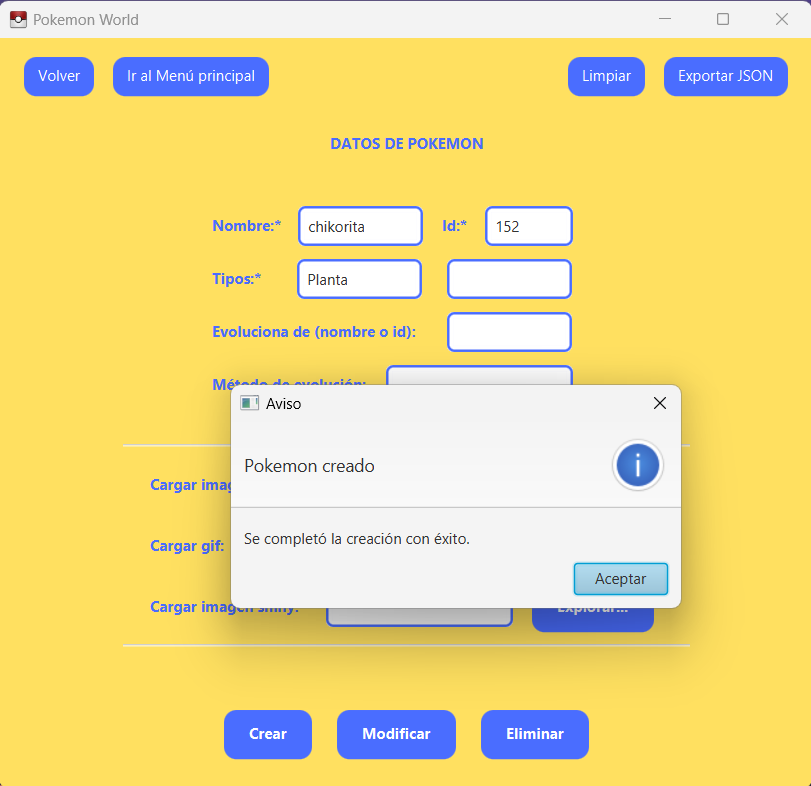 Pokemon World
Volver Ir al Menú principal Limpiar Exportar JSON
DATOS DE POKEMON
Nombre:* chikorita Id:* 152
Tipos:* Planta
Evoluciona de (nombre o id):
Método de evolución:
Aviso
Pokemon creado
Cargar imag
Se completó la creación con éxito.
Cargar gif:
Aceptar
Cargar imagen shiny: Explorar...
Crear Modificar Eliminar